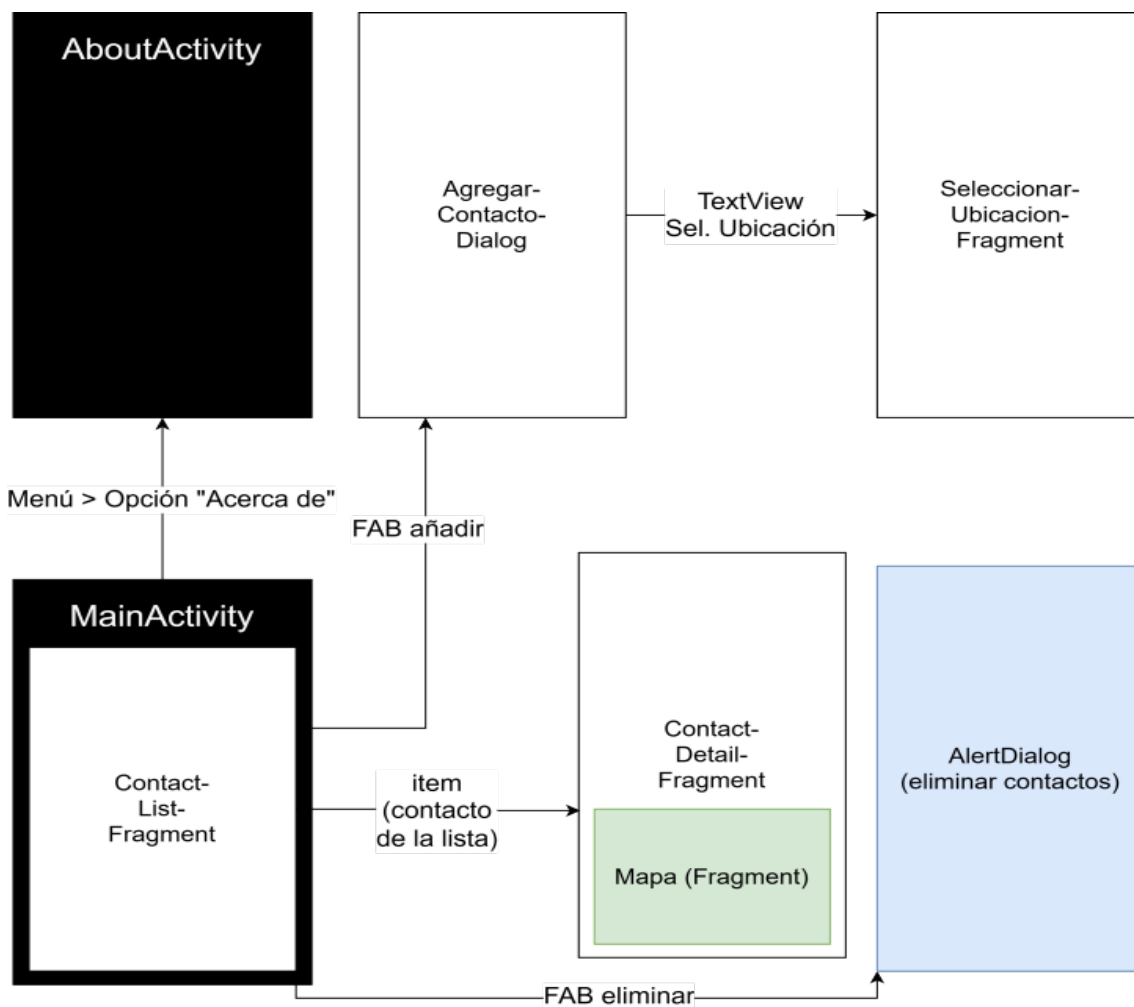 AboutActivity
Agregar-
Contacto-
Dialog
TextView
Sel. Ubicación
Seleccionar-
Ubicacion-
Fragment
Menú > Opción "Acerca de"
FAB añadir
MainActivity
Contact-
List-
Fragment
item
(contacto
de la lista)
Contact-
Detail-
Fragment
Mapa (Fragment)
AlertDialog
(eliminar contactos)
FAB eliminar